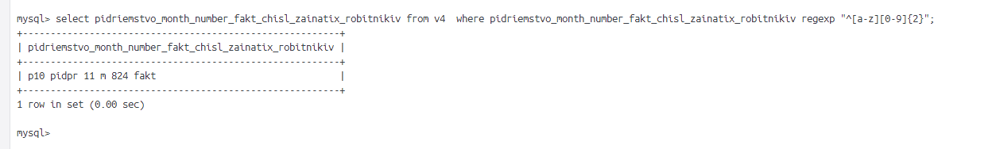 mysql> select pidriemstvo_month_number_fakt_chisl_zainatix_robitnikiv from v4  where pidriemstvo_month_number_fakt_chisl_zainatix_robitnikiv regexp "^[a-z][0-9]{2}";
+---------------------------------------------------------+
| pidriemstvo_month_number_fakt_chisl_zainatix_robitnikiv |
+---------------------------------------------------------+
| p10 pidpr 11 m 824 fakt                                 |
+---------------------------------------------------------+
1 row in set (0.00 sec)
mysql>